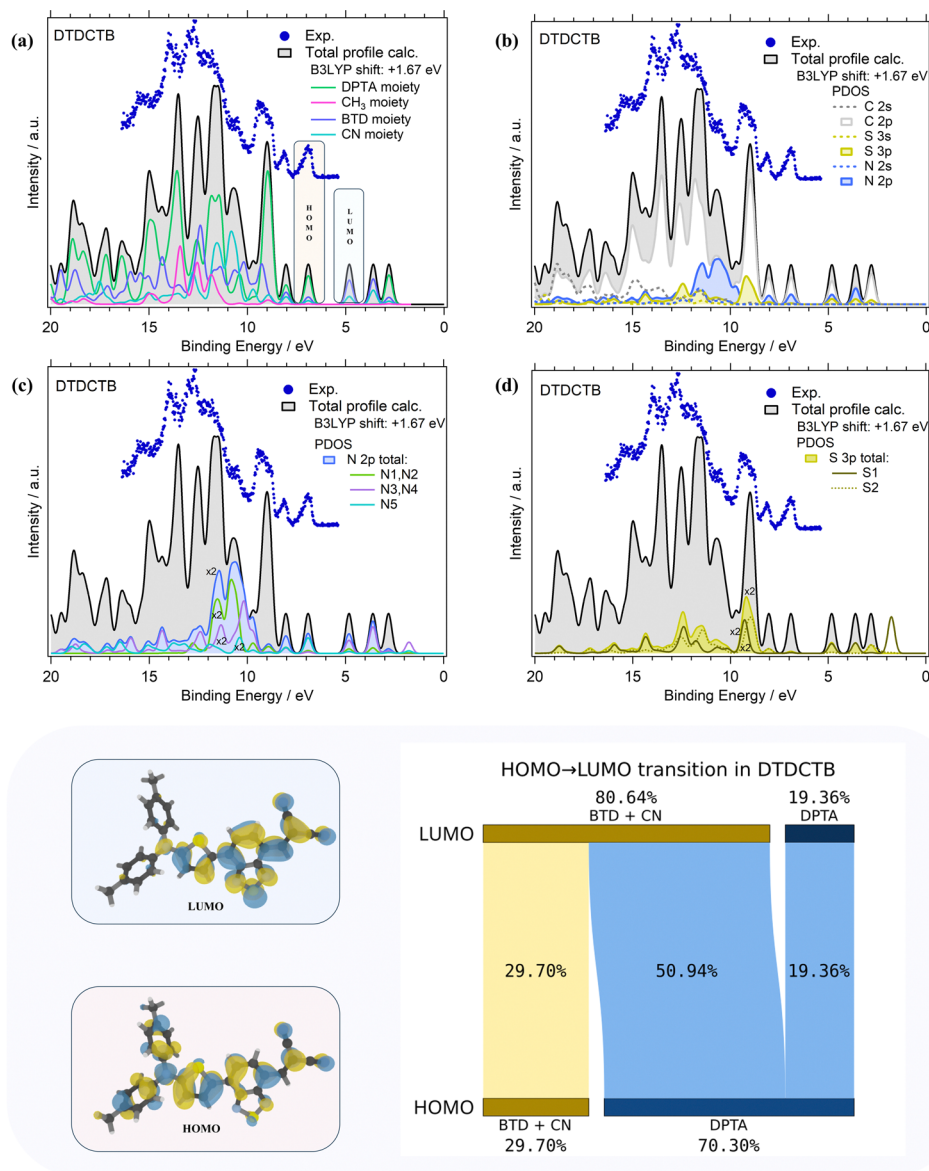 (a)
DTDCTB
Exp.
Total profile calc.
B3LYP shift: +1.67 eV
DPTA moiety
CH3 moiety
BTD moiety
CN moiety
HOMO
LUMO
Intensity / a.u.
20 15 10 5 0
Binding Energy / eV
(b)
DTDCTB
Exp.
Total profile calc.
B3LYP shift: +1.67 eV
PDOS
C 2s
C 2p
S 3s
S 3p
N 2s
N 2p
Intensity / a.u.
20 15 10 5 0
Binding Energy / eV
(c)
DTDCTB
Exp.
Total profile calc.
B3LYP shift: +1.67 eV
PDOS
N 2p total:
N1,N2
N3,N4
N5
x2
x2
x2
x2
Intensity / a.u.
20 15 10 5 0
Binding Energy / eV
(d)
DTDCTB
Exp.
Total profile calc.
B3LYP shift: +1.67 eV
PDOS
S 3p total:
S1
S2
x2
x2
x2
Intensity / a.u.
20 15 10 5 0
Binding Energy / eV
LUMO
HOMO
HOMO→LUMO transition in DTDCTB
80.64% 19.36%
BTD + CN DPTA
LUMO
29.70% 50.94% 19.36%
HOMO
BTD + CN DPTA
29.70% 70.30%